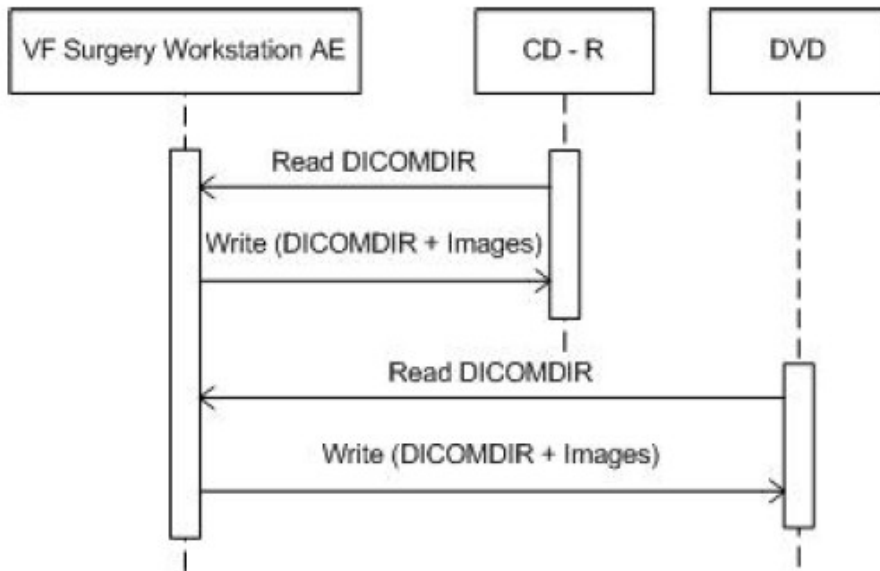 VF Surgery Workstation AE
CD - R
DVD
Read DICOMDIR
Write (DICOMDIR + Images)
Read DICOMDIR
Write (DICOMDIR + Images)